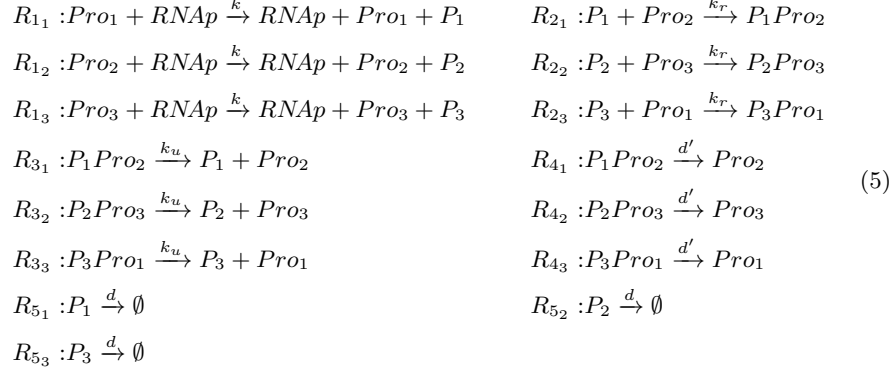 R_{1_1} : Pro_1 + RNAp \xrightarrow{k} RNAp + Pro_1 + P_1    R_{2_1} : P_1 + Pro_2 \xrightarrow{k_r} P_1Pro_2
R_{1_2} : Pro_2 + RNAp \xrightarrow{k} RNAp + Pro_2 + P_2    R_{2_2} : P_2 + Pro_3 \xrightarrow{k_r} P_2Pro_3
R_{1_3} : Pro_3 + RNAp \xrightarrow{k} RNAp + Pro_3 + P_3    R_{2_3} : P_3 + Pro_1 \xrightarrow{k_r} P_3Pro_1
R_{3_1} : P_1Pro_2 \xrightarrow{k_u} P_1 + Pro_2    R_{4_1} : P_1Pro_2 \xrightarrow{d'} Pro_2
(5)
R_{3_2} : P_2Pro_3 \xrightarrow{k_u} P_2 + Pro_3    R_{4_2} : P_2Pro_3 \xrightarrow{d'} Pro_3
R_{3_3} : P_3Pro_1 \xrightarrow{k_u} P_3 + Pro_1    R_{4_3} : P_3Pro_1 \xrightarrow{d'} Pro_1
R_{5_1} : P_1 \xrightarrow{d} \emptyset    R_{5_2} : P_2 \xrightarrow{d} \emptyset
R_{5_3} : P_3 \xrightarrow{d} \emptyset